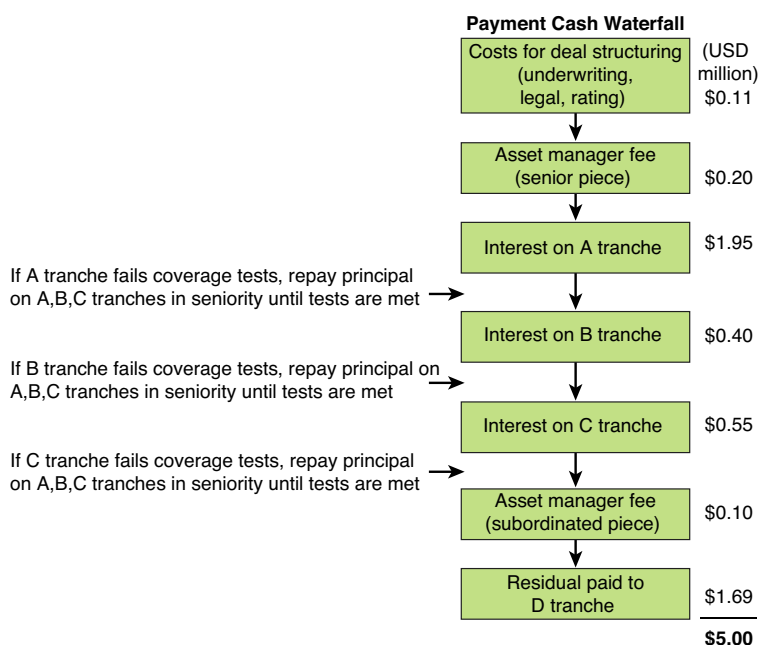 Payment Cash Waterfall
Costs for deal structuring
(underwriting,
legal, rating)
(USD
million)
$0.11
Asset manager fee
(senior piece)
$0.20
Interest on A tranche
$1.95
If A tranche fails coverage tests, repay principal
on A,B,C tranches in seniority until tests are met
Interest on B tranche
$0.40
If B tranche fails coverage tests, repay principal on
A,B,C tranches in seniority until tests are met
Interest on C tranche
$0.55
If C tranche fails coverage tests, repay principal
on A,B,C tranches in seniority until tests are met
Asset manager fee
(subordinated piece)
$0.10
Residual paid to
D tranche
$1.69
$5.00